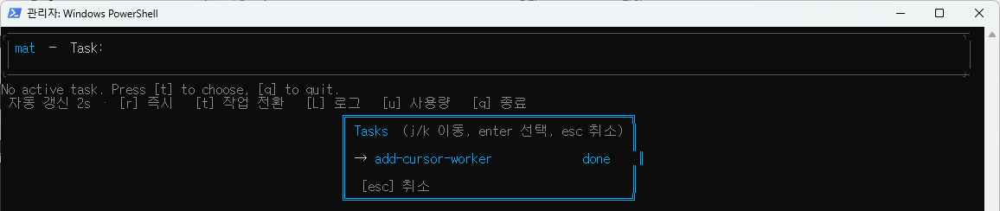 관리자: Windows PowerShell
mat - Task:
No active task. Press [t] to choose, [q] to quit.
자동 갱신 2s · [r] 즉시 [t] 작업 전환 [L] 로그 [u] 사용량 [q] 종료
Tasks (j/k 이동, enter 선택, esc 취소)
→ add-cursor-worker done
[esc] 취소